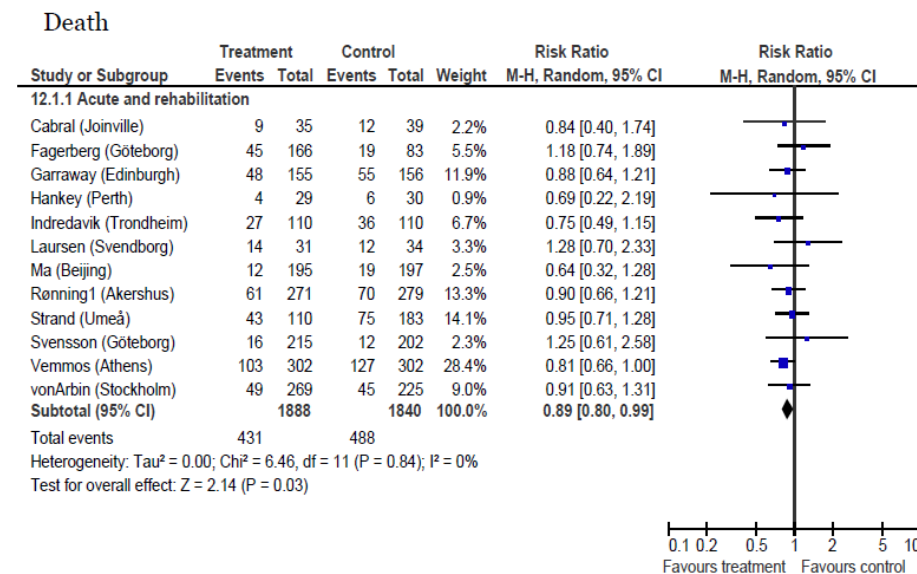 Death
Treatment Control Risk Ratio Risk Ratio
Study or Subgroup Events Total Events Total Weight M-H, Random, 95% CI M-H, Random, 95% CI
12.1.1 Acute and rehabilitation
Cabral (Joinville) 9 35 12 39 2.2% 0.84 [0.40, 1.74]
Fagerberg (Göteborg) 45 166 19 83 5.5% 1.18 [0.74, 1.89]
Garraway (Edinburgh) 48 155 55 156 11.9% 0.88 [0.64, 1.21]
Hankey (Perth) 4 29 6 30 0.9% 0.69 [0.22, 2.19]
Indredavik (Trondheim) 27 110 36 110 6.7% 0.75 [0.49, 1.15]
Laursen (Svendborg) 14 31 12 34 3.3% 1.28 [0.70, 2.33]
Ma (Beijing) 12 195 19 197 2.5% 0.64 [0.32, 1.28]
Rønning1 (Akershus) 61 271 70 279 13.3% 0.90 [0.66, 1.21]
Strand (Umeå) 43 110 75 183 14.1% 0.95 [0.71, 1.28]
Svensson (Göteborg) 16 215 12 202 2.3% 1.25 [0.61, 2.58]
Vemmos (Athens) 103 302 127 302 28.4% 0.81 [0.66, 1.00]
vonArbin (Stockholm) 49 269 45 225 9.0% 0.91 [0.63, 1.31]
Subtotal (95% CI) 1888 1840 100.0% 0.89 [0.80, 0.99]
Total events 431 488
Heterogeneity: Tau² = 0.00; Chi² = 6.46, df = 11 (P = 0.84); I² = 0%
Test for overall effect: Z = 2.14 (P = 0.03)
0.1 0.2 0.5 1 2 5 10
Favours treatment Favours control